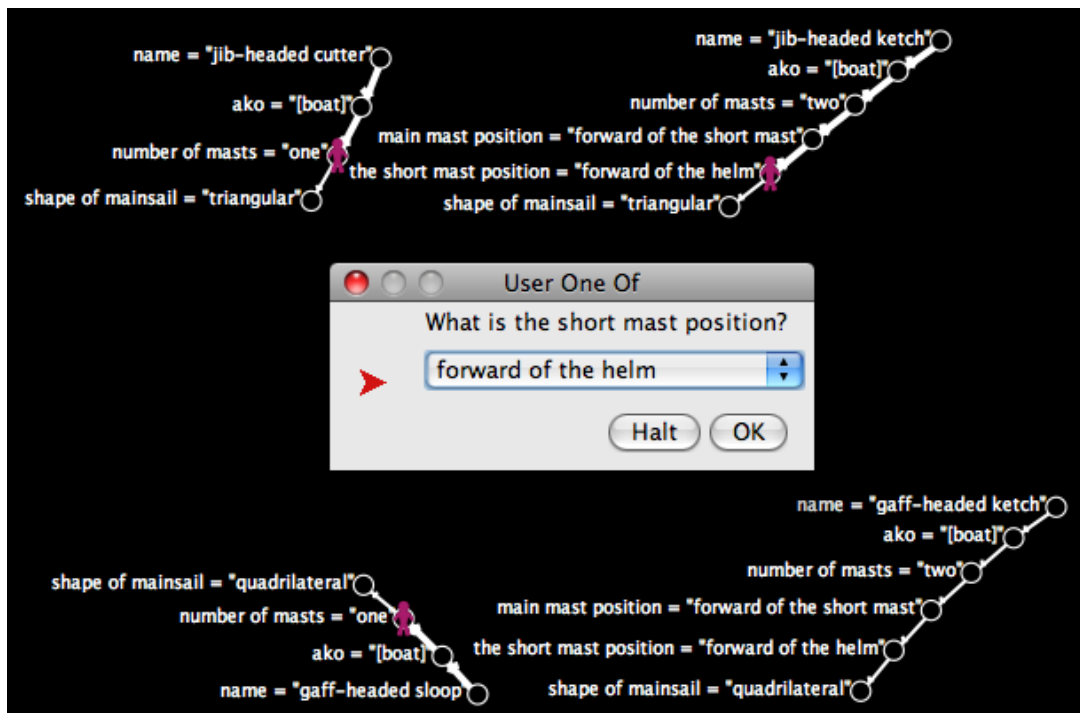 name = "jib-headed cutter"
ako = "[boat]"
number of masts = "one"
shape of mainsail = "triangular"
name = "jib-headed ketch"
ako = "[boat]"
number of masts = "two"
main mast position = "forward of the short mast"
the short mast position = "forward of the helm"
shape of mainsail = "triangular"
User One Of
What is the short mast position?
forward of the helm
Halt OK
shape of mainsail = "quadrilateral"
number of masts = "one
ako = "[boat]
name = "gaff-headed sloop
name = "gaff-headed ketch"
ako = "[boat]"
number of masts = "two"
main mast position = "forward of the short mast"
the short mast position = "forward of the helm"
shape of mainsail = "quadrilateral"